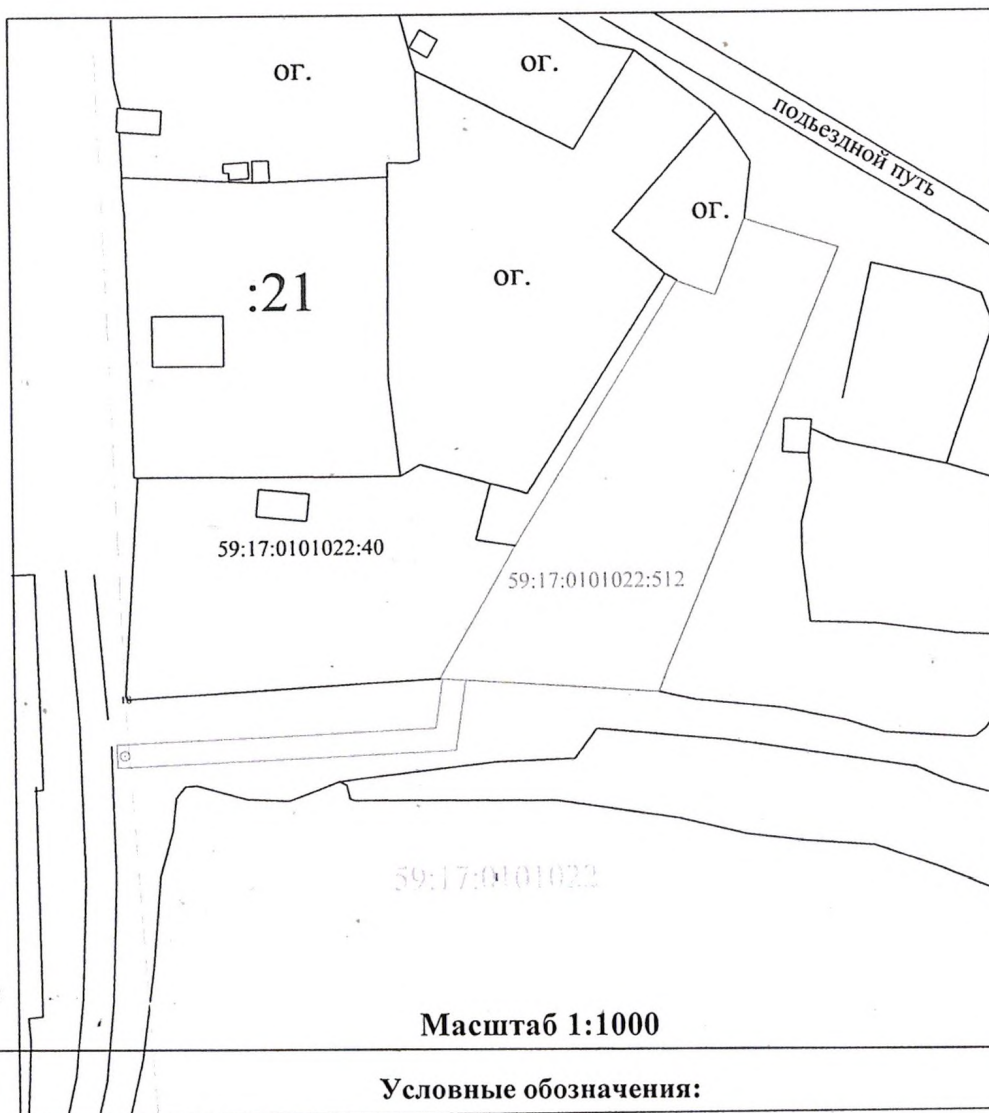 ог.
ог.
подьездной путь
ог.
ог.
:21
59:17:0101022:40
59:17:0101022:512
59:17:0101022
Масштаб 1:1000
Условные обозначения: